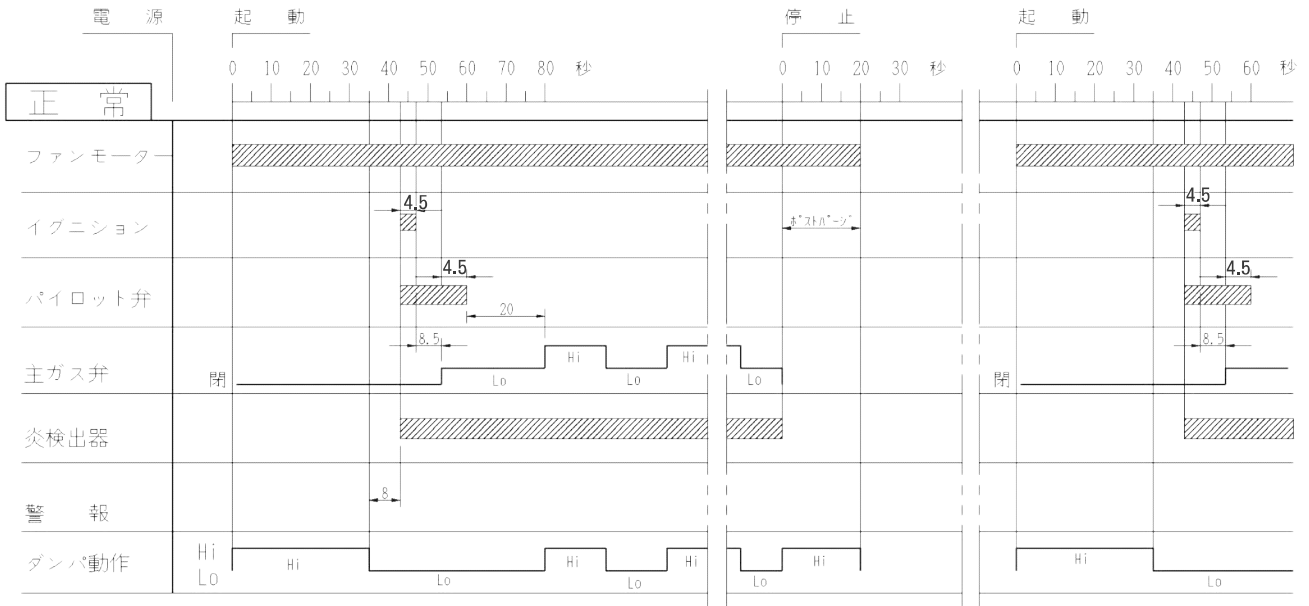 電源 起動 停止 起動
0 10 20 30 40 50 60 70 80 秒 0 10 20 30 秒 0 10 20 30 40 50 60 秒
正常
ファンモーター
4.5 4.5
イグニション ポストパージ
4.5 4.5
パイロット弁
20
8.5 8.5
主ガス弁 閉 Lo Hi Lo Hi Lo 閉
炎検出器
8
警報
ダンパ動作 Hi Lo Hi Lo Hi Lo Hi Lo Hi Hi Lo